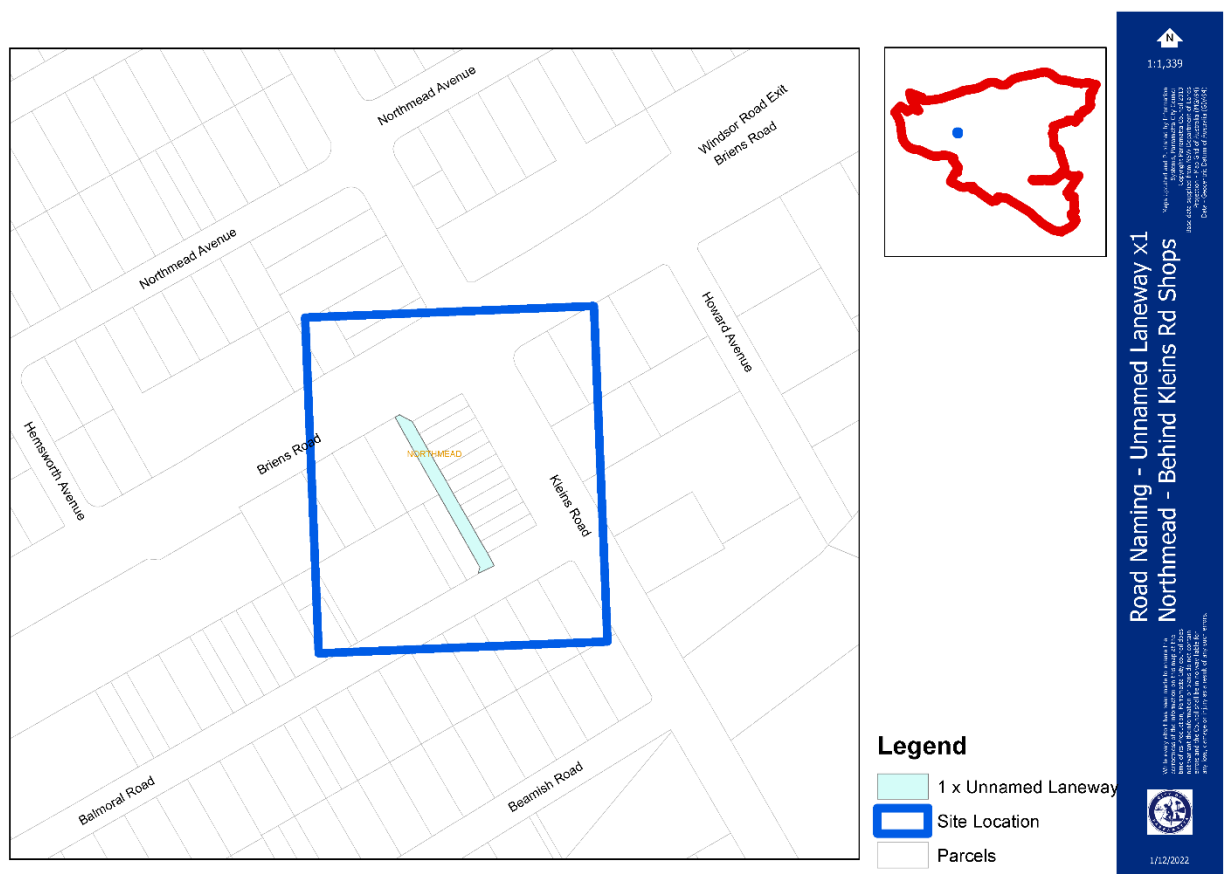 Northmead Avenue
Windsor Road Exit
Briens Road
Northmead Avenue
Howard Avenue
Hemsworth Avenue
Briens Road
NORTHMEAD
Kleins Road
Balmoral Road
Beamish Road
Legend
1 x Unnamed Laneway
Site Location
Parcels
N
1:1,339
Road Naming - Unnamed Laneway x1
Northmead - Behind Kleins Rd Shops
1/12/2022